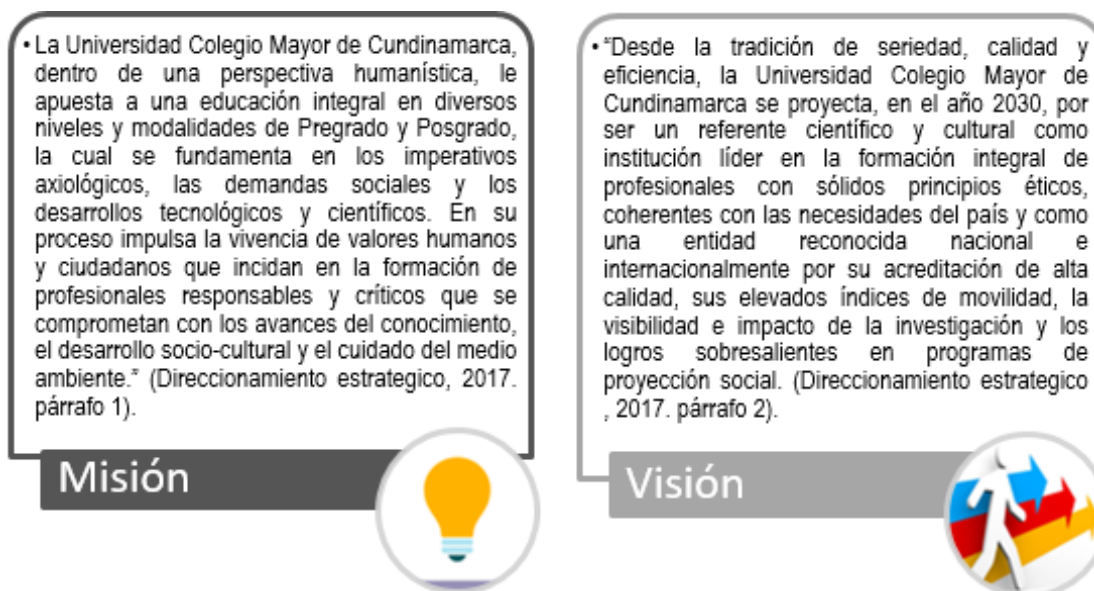 • La Universidad Colegio Mayor de Cundinamarca,
dentro de una perspectiva humanística, le
apuesta a una educación integral en diversos
niveles y modalidades de Pregrado y Posgrado,
la cual se fundamenta en los imperativos
axiológicos, las demandas sociales y los
desarrollos tecnológicos y científicos. En su
proceso impulsa la vivencia de valores humanos
y ciudadanos que incidan en la formación de
profesionales responsables y críticos que se
comprometan con los avances del conocimiento,
el desarrollo socio-cultural y el cuidado del medio
ambiente." (Direccionamiento estrategico, 2017.
párrafo 1).
Misión
• "Desde la tradición de seriedad, calidad y
eficiencia, la Universidad Colegio Mayor de
Cundinamarca se proyecta, en el año 2030, por
ser un referente científico y cultural como
institución líder en la formación integral de
profesionales con sólidos principios éticos,
coherentes con las necesidades del país y como
una entidad reconocida nacional e
internacionalmente por su acreditación de alta
calidad, sus elevados índices de movilidad, la
visibilidad e impacto de la investigación y los
logros sobresalientes en programas de
proyección social. (Direccionamiento estrategico
, 2017. párrafo 2).
Visión